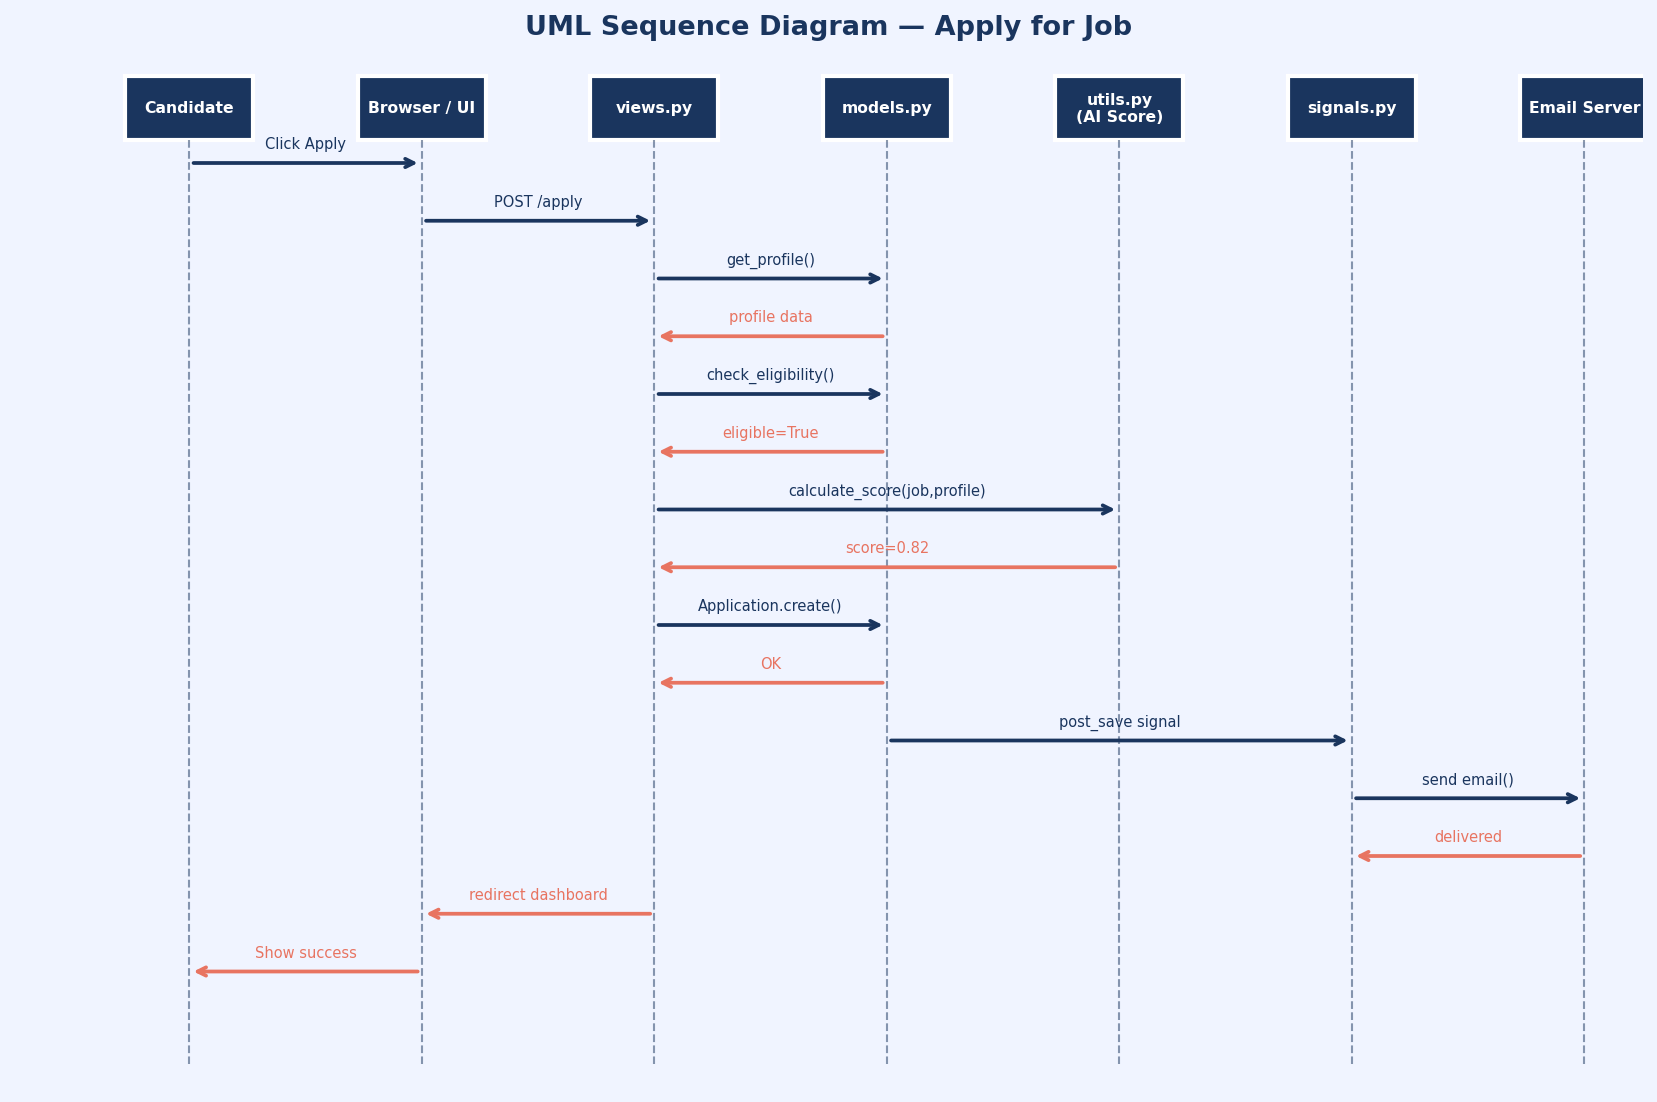 UML Sequence Diagram — Apply for Job
Candidate
Browser / UI
views.py
models.py
utils.py
(AI Score)
signals.py
Email Server
Click Apply
POST /apply
get_profile()
profile data
check_eligibility()
eligible=True
calculate_score(job,profile)
score=0.82
Application.create()
OK
post_save signal
send email()
delivered
redirect dashboard
Show success